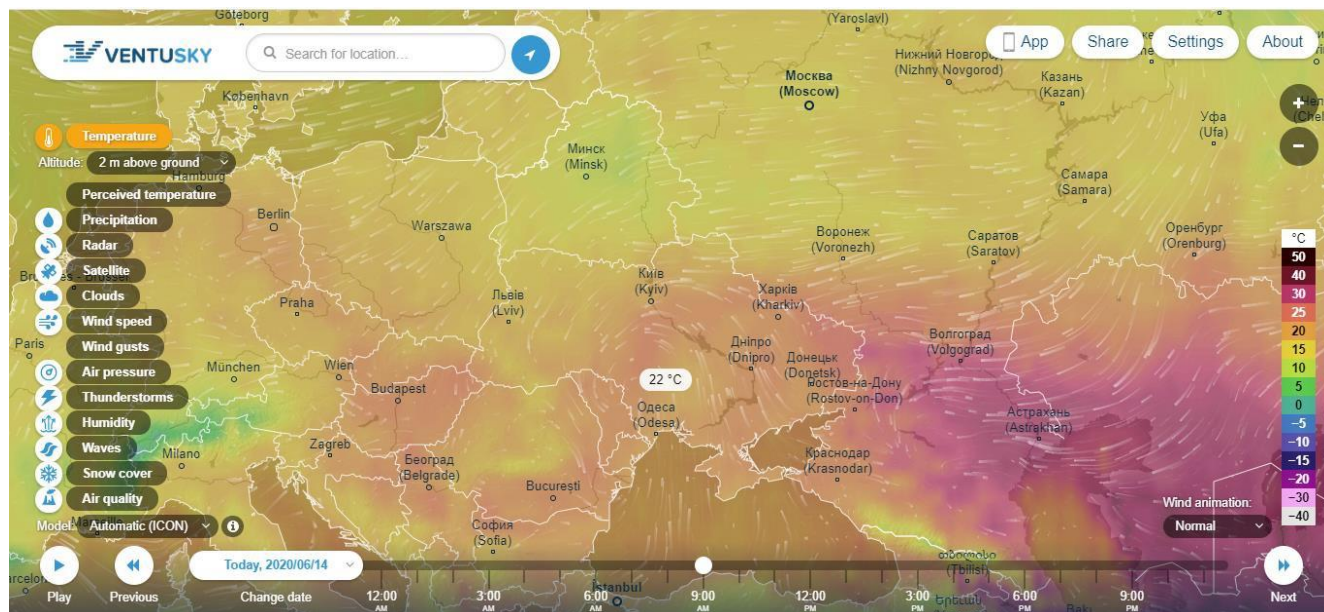 Göteborg
(Yaroslavl)
VENTUSKY
Search for location...
App
Share
Settings
About
Нижний Новгород
(Nizhny Novgorod)
Москва
(Moscow)
Казань
(Kazan)
København
Уфа
(Ufa)
Temperature
Altitude: 2 m above ground
Hamburg
Минск
(Minsk)
Самара
(Samara)
Perceived temperature
Precipitation
Berlin
Warszawa
Radar
Воронеж
(Voronezh)
Саратов
(Saratov)
Оренбург
(Orenburg)
Satellite
Clouds
Київ
(Kyiv)
Харків
(Kharkiv)
Praha
Львів
(Lviv)
Wind speed
Wind gusts
Paris
Дніпро
(Dnipro)
Донецьк
(Donetsk)
Волгоград
(Volgograd)
Air pressure
München
Wien
22 °C
Budapest
Ростов-на-Дону
(Rostov-on-Don)
Thunderstorms
Одеса
(Odesa)
Астрахань
(Astrakhan)
Humidity
Waves
Milano
Zagreb
Београд
(Belgrade)
Краснодар
(Krasnodar)
Snow cover
Air quality
București
°C
50
40
30
25
20
15
10
5
0
−5
−10
−15
−20
−30
−40
Wind animation:
Normal
Model: Automatic (ICON)
София
(Sofia)
თბილისი
(Tbilisi)
İstanbul
Երևան
Play
Previous
Today, 2020/06/14
Change date
12:00 AM
3:00 AM
6:00 AM
9:00 AM
12:00 PM
3:00 PM
6:00 PM
9:00 PM
Next